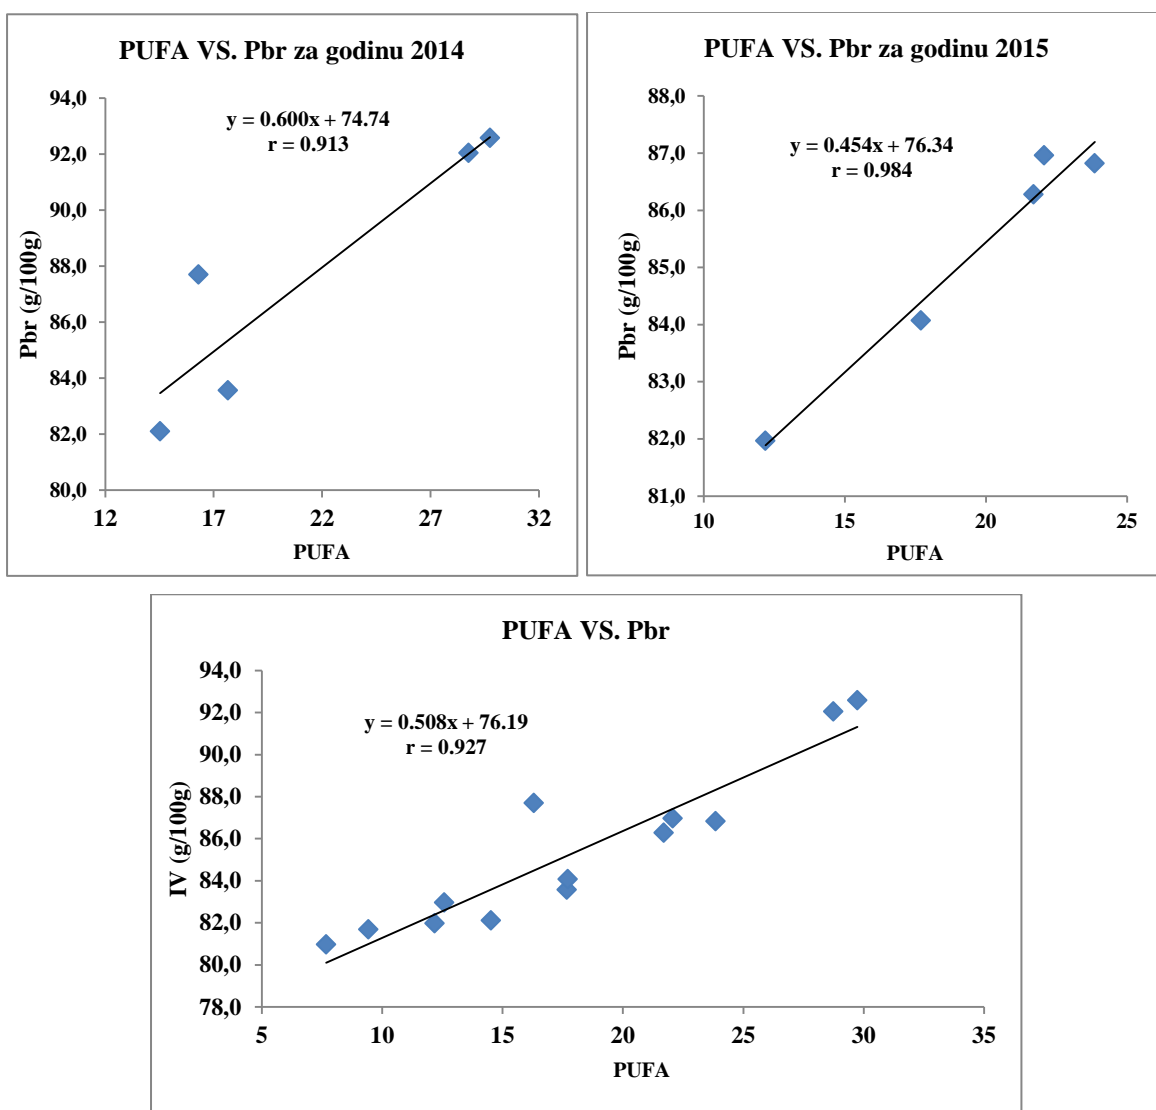 PUFA VS. Pbr za godinu 2014
94,0
92,0
90,0
88,0
86,0
84,0
82,0
80,0
Pbr (g/100g)
y = 0.600x + 74.74
r = 0.913
12 17 22 27 32
PUFA
PUFA VS. Pbr za godinu 2015
88,0
87,0
86,0
85,0
84,0
83,0
82,0
81,0
Pbr (g/100g)
y = 0.454x + 76.34
r = 0.984
10 15 20 25
PUFA
PUFA VS. Pbr
94,0
92,0
90,0
88,0
86,0
84,0
82,0
80,0
78,0
IV (g/100g)
y = 0.508x + 76.19
r = 0.927
5 10 15 20 25 30 35
PUFA